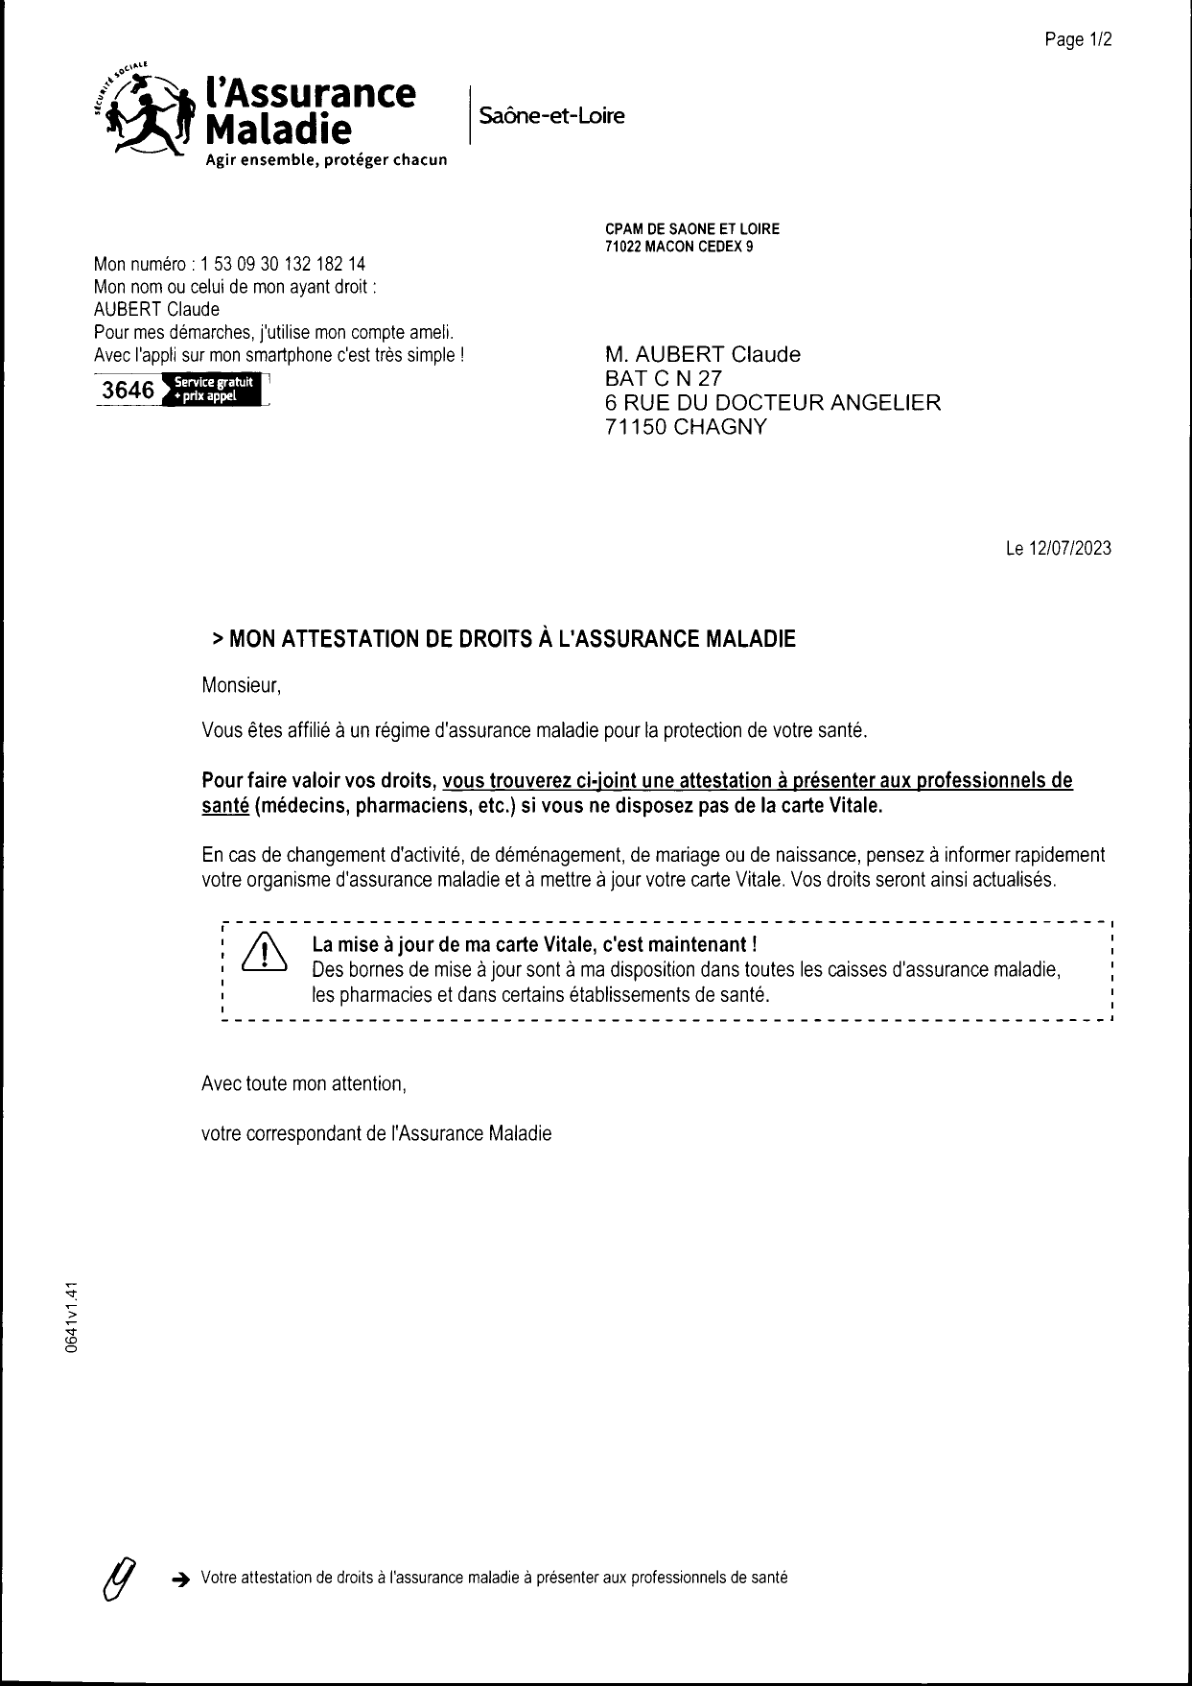 Page 1/2
SÉCURITÉ SOCIALE
l'Assurance
Maladie
Agir ensemble, protéger chacun
Saône-et-Loire
CPAM DE SAONE ET LOIRE
71022 MACON CEDEX 9
Mon numéro : 1 53 09 30 132 182 14
Mon nom ou celui de mon ayant droit :
AUBERT Claude
Pour mes démarches, j'utilise mon compte ameli.
Avec l'appli sur mon smartphone c'est très simple !
3646 Service gratuit
+ prix appel
M. AUBERT Claude
BAT C N 27
6 RUE DU DOCTEUR ANGELIER
71150 CHAGNY
Le 12/07/2023
> MON ATTESTATION DE DROITS À L'ASSURANCE MALADIE
Monsieur,
Vous êtes affilié à un régime d'assurance maladie pour la protection de votre santé.
Pour faire valoir vos droits, vous trouverez ci-joint une attestation à présenter aux professionnels de
santé (médecins, pharmaciens, etc.) si vous ne disposez pas de la carte Vitale.
En cas de changement d'activité, de déménagement, de mariage ou de naissance, pensez à informer rapidement
votre organisme d'assurance maladie et à mettre à jour votre carte Vitale. Vos droits seront ainsi actualisés.
La mise à jour de ma carte Vitale, c'est maintenant !
Des bornes de mise à jour sont à ma disposition dans toutes les caisses d'assurance maladie,
les pharmacies et dans certains établissements de santé.
Avec toute mon attention,
votre correspondant de l'Assurance Maladie
0641v1.41
➔ Votre attestation de droits à l'assurance maladie à présenter aux professionnels de santé